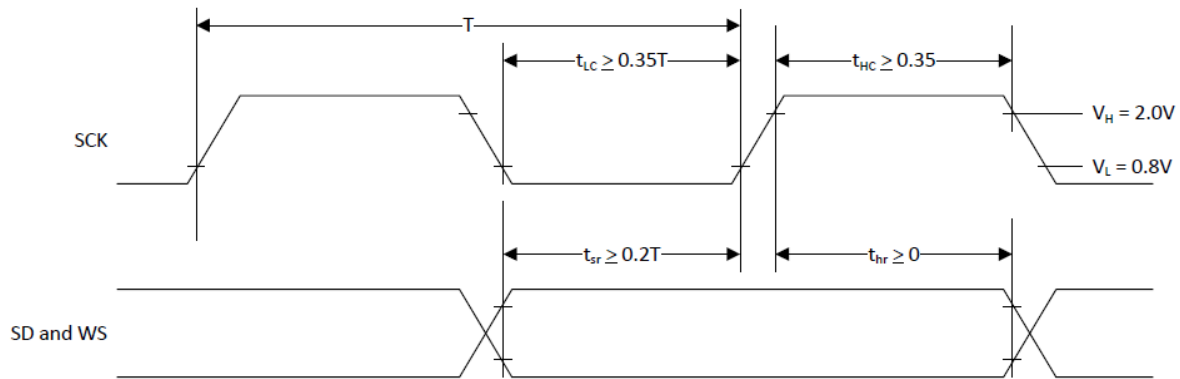 T
t_LC ≥ 0.35T
t_HC ≥ 0.35
SCK
V_H = 2.0V
V_L = 0.8V
t_sr ≥ 0.2T
t_hr ≥ 0
SD and WS